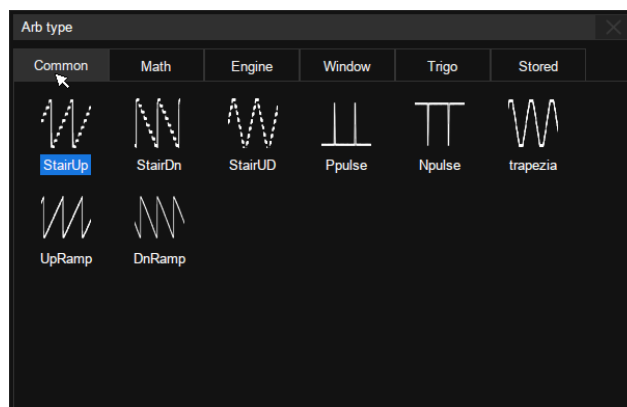 Arb type
Common Math Engine Window Trigo Stored
StairUp StairDn StairUD Ppulse Npulse trapezia
UpRamp DnRamp